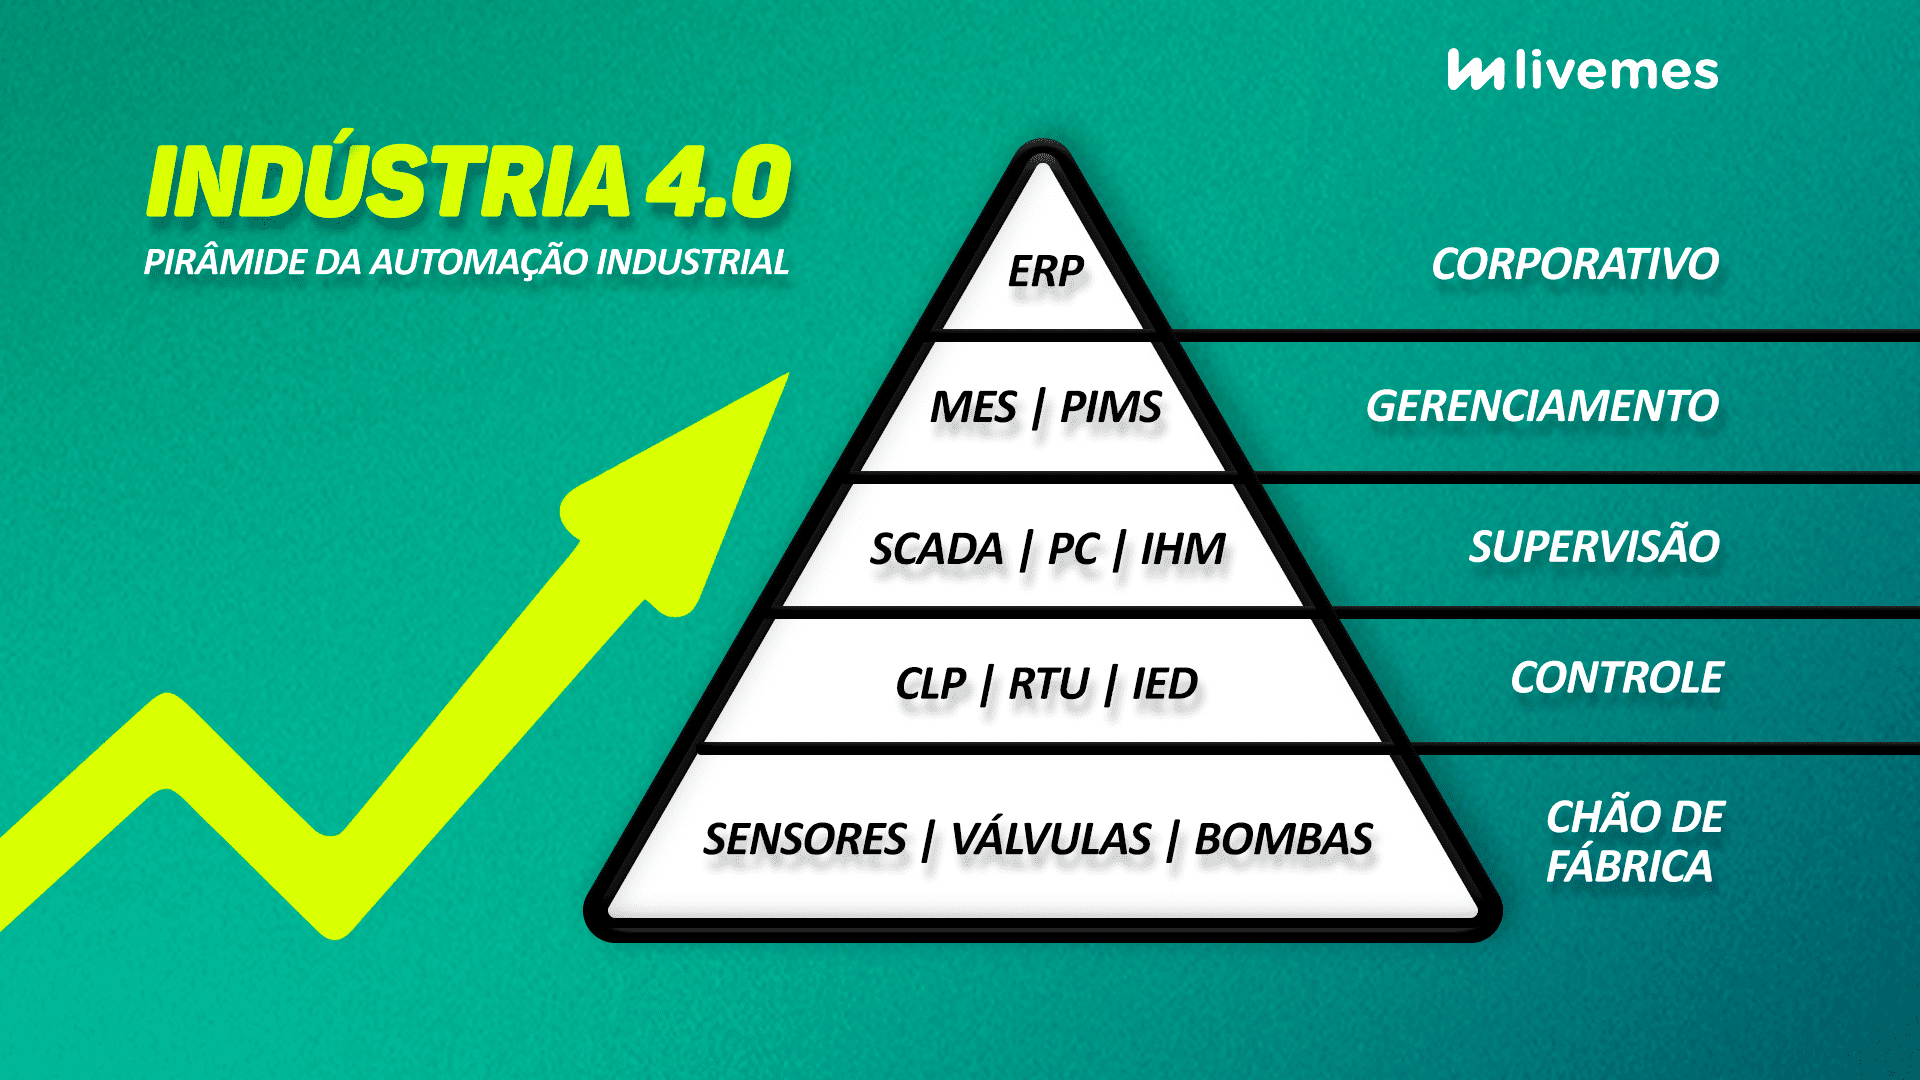 livemes
INDÚSTRIA 4.0
PIRÂMIDE DA AUTOMAÇÃO INDUSTRIAL
ERP
CORPORATIVO
MES | PIMS
GERENCIAMENTO
SCADA | PC | IHM
SUPERVISÃO
CLP | RTU | IED
CONTROLE
SENSORES | VÁLVULAS | BOMBAS
CHÃO DE
FÁBRICA